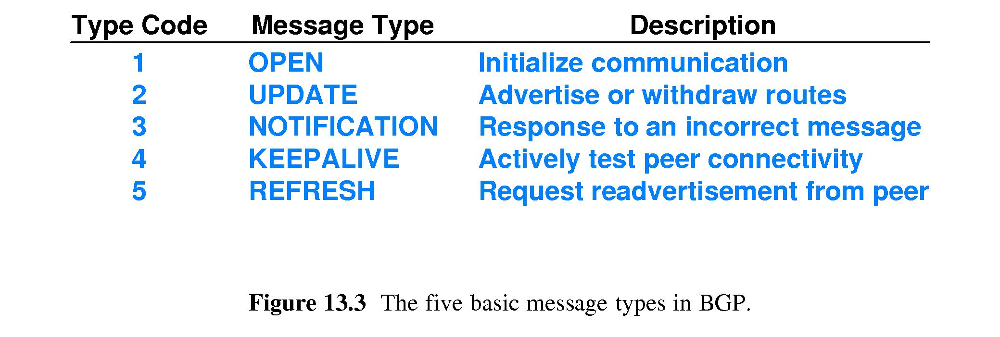 Type Code Message Type Description
1 OPEN Initialize communication
2 UPDATE Advertise or withdraw routes
3 NOTIFICATION Response to an incorrect message
4 KEEPALIVE Actively test peer connectivity
5 REFRESH Request readvertisement from peer
Figure 13.3 The five basic message types in BGP.